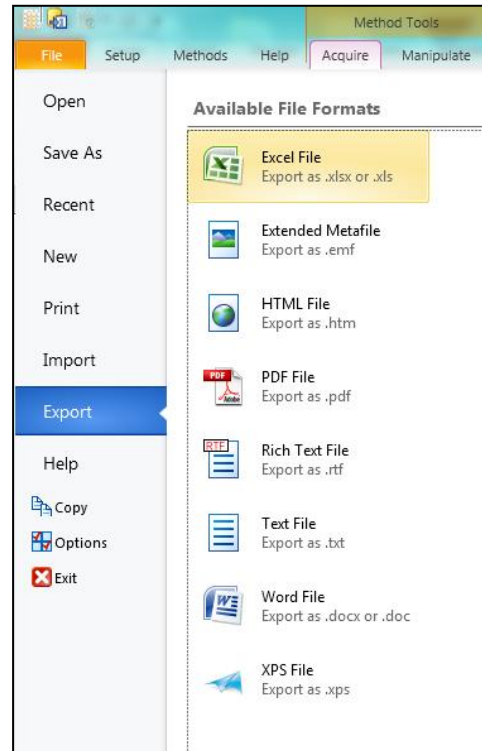 Method Tools
File Setup Methods Help Acquire Manipulate
Open
Save As
Recent
New
Print
Import
Export
Help
Copy
Options
Exit
Available File Formats
Excel File
Export as .xlsx or .xls
Extended Metafile
Export as .emf
HTML File
Export as .htm
PDF
Adobe
PDF File
Export as .pdf
RTF
Rich Text File
Export as .rtf
Text File
Export as .txt
W
Word File
Export as .docx or .doc
XPS File
Export as .xps